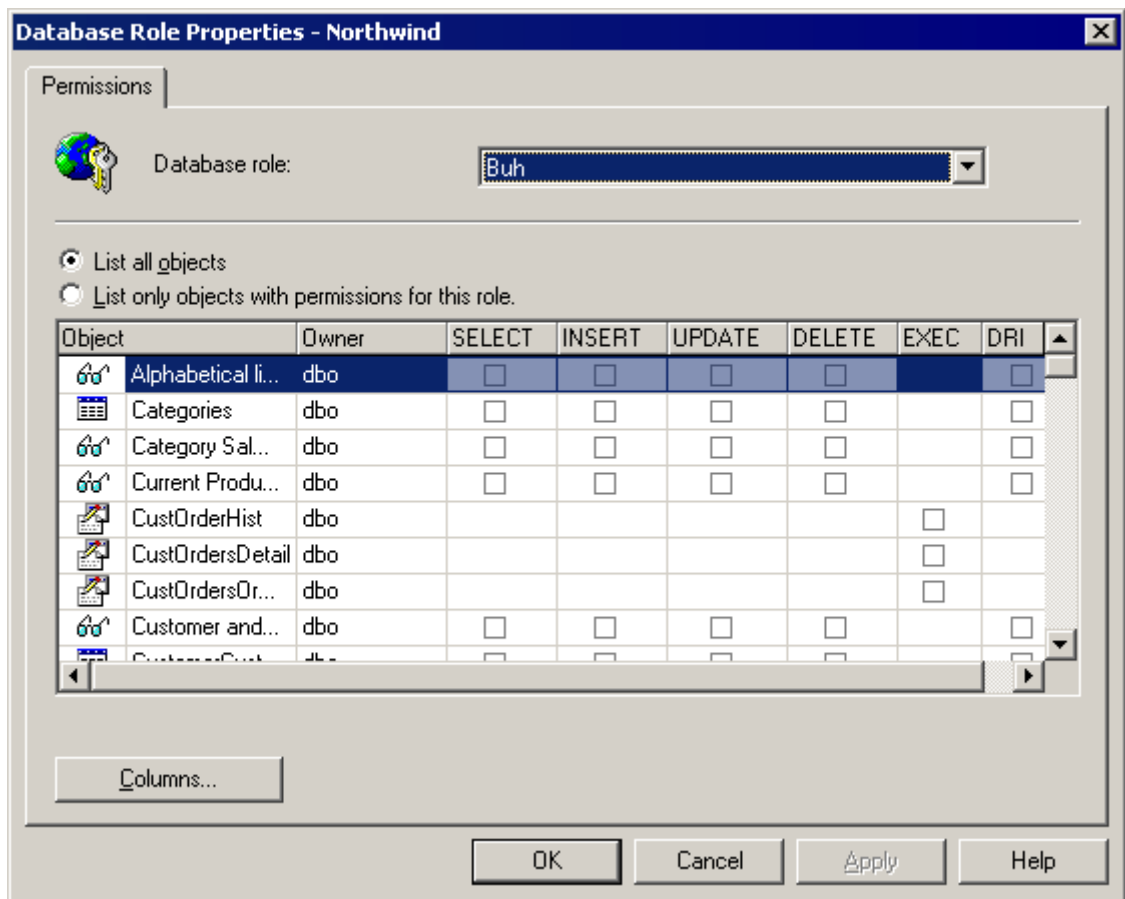 Database Role Properties - Northwind
Permissions
Database role: Buh
List all objects
List only objects with permissions for this role.
Object Owner SELECT INSERT UPDATE DELETE EXEC DRI
Alphabetical li... dbo
Categories dbo
Category Sal... dbo
Current Produ... dbo
CustOrderHist dbo
CustOrdersDetail dbo
CustOrdersOr... dbo
Customer and... dbo
Columns...
OK Cancel Apply Help